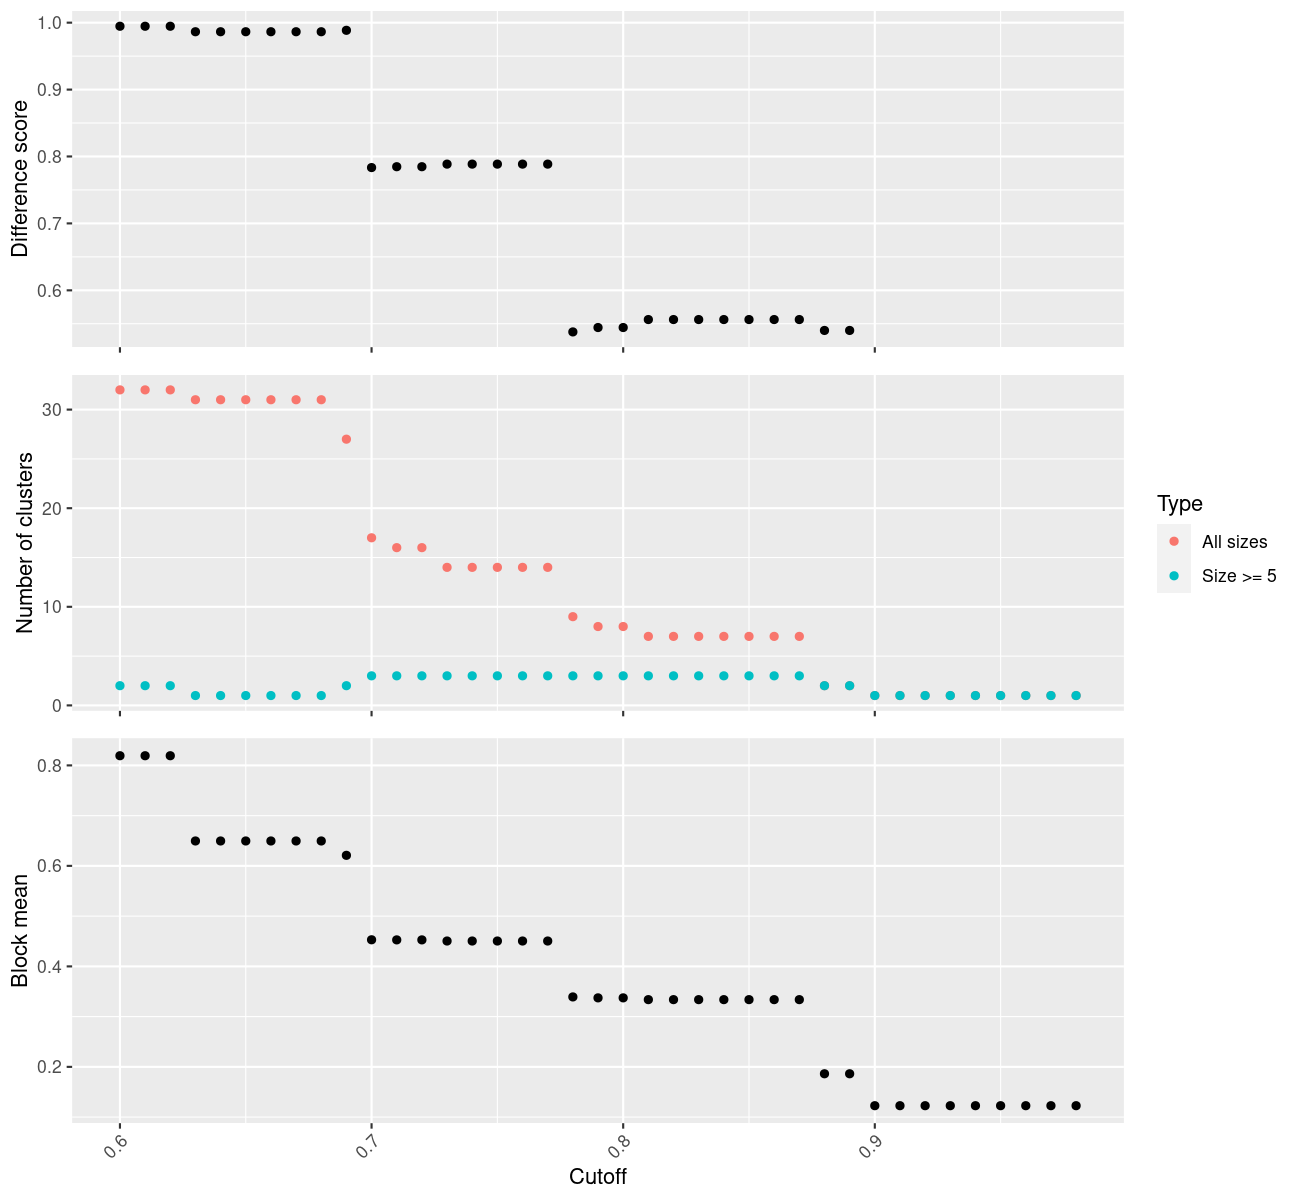 Difference score
1.0
0.9
0.8
0.7
0.6
Number of clusters
30
20
10
0
Type
All sizes
Size >= 5
Block mean
0.8
0.6
0.4
0.2
0.6 0.7 0.8 0.9
Cutoff